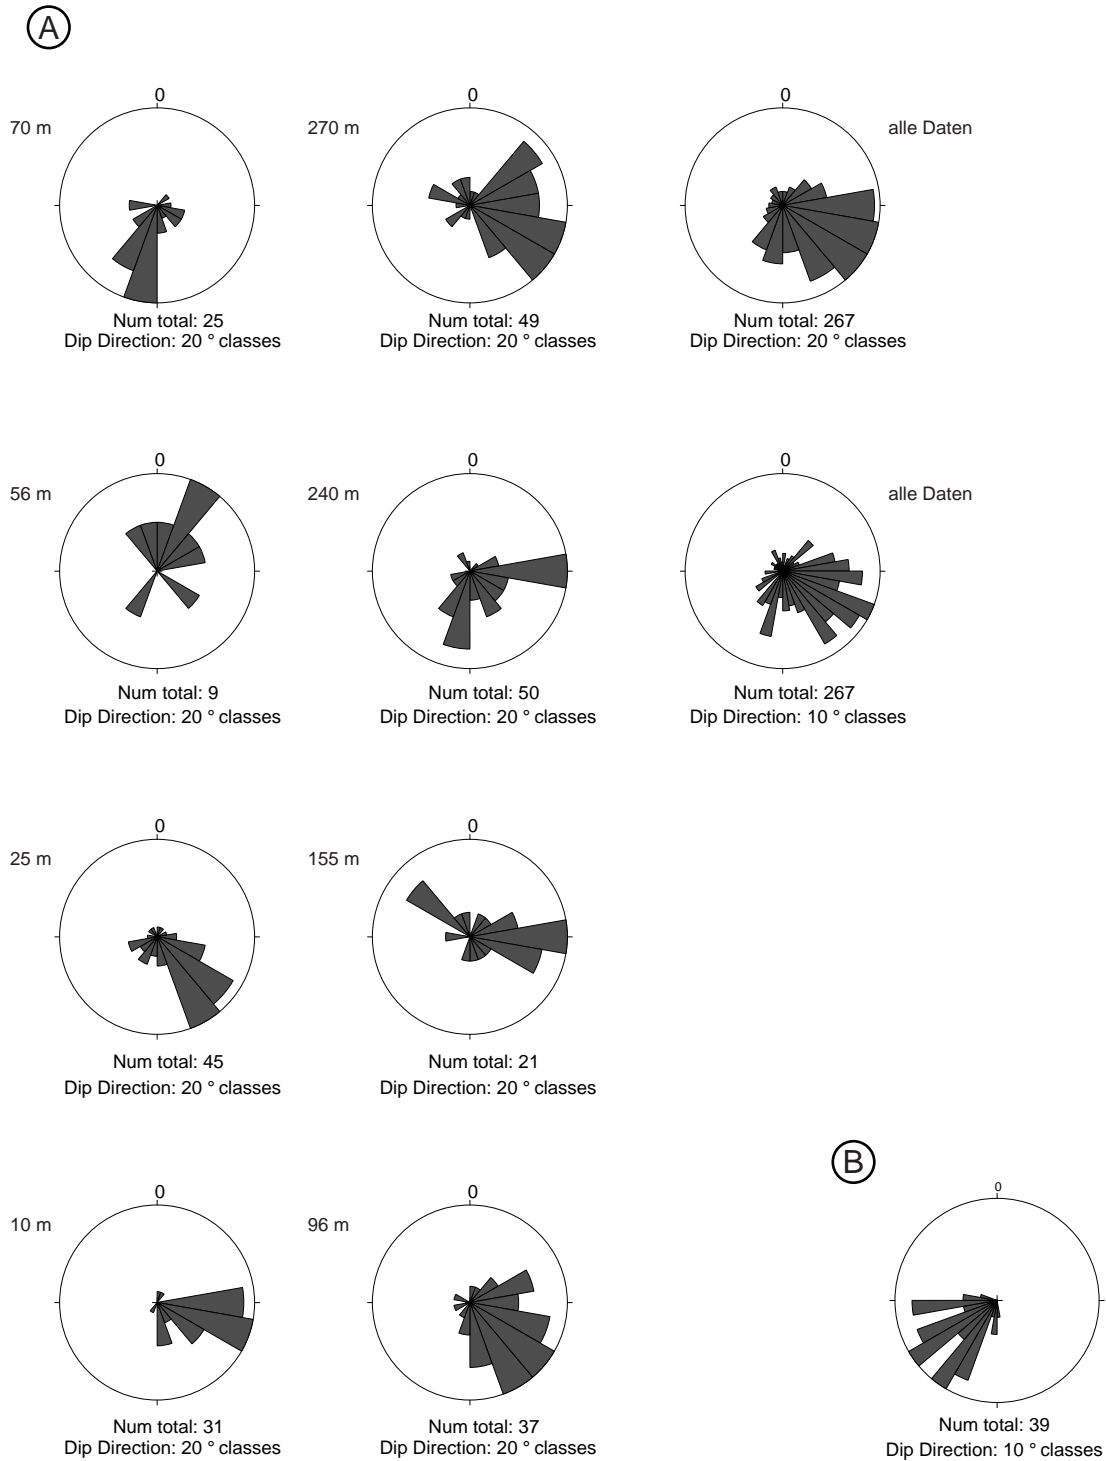 A
0
70 m
Num total: 25
Dip Direction: 20 ° classes
0
270 m
Num total: 49
Dip Direction: 20 ° classes
0
alle Daten
Num total: 267
Dip Direction: 20 ° classes
0
56 m
Num total: 9
Dip Direction: 20 ° classes
0
240 m
Num total: 50
Dip Direction: 20 ° classes
0
alle Daten
Num total: 267
Dip Direction: 10 ° classes
0
25 m
Num total: 45
Dip Direction: 20 ° classes
0
155 m
Num total: 21
Dip Direction: 20 ° classes
0
10 m
Num total: 31
Dip Direction: 20 ° classes
0
96 m
Num total: 37
Dip Direction: 20 ° classes
B
0
Num total: 39
Dip Direction: 10 ° classes